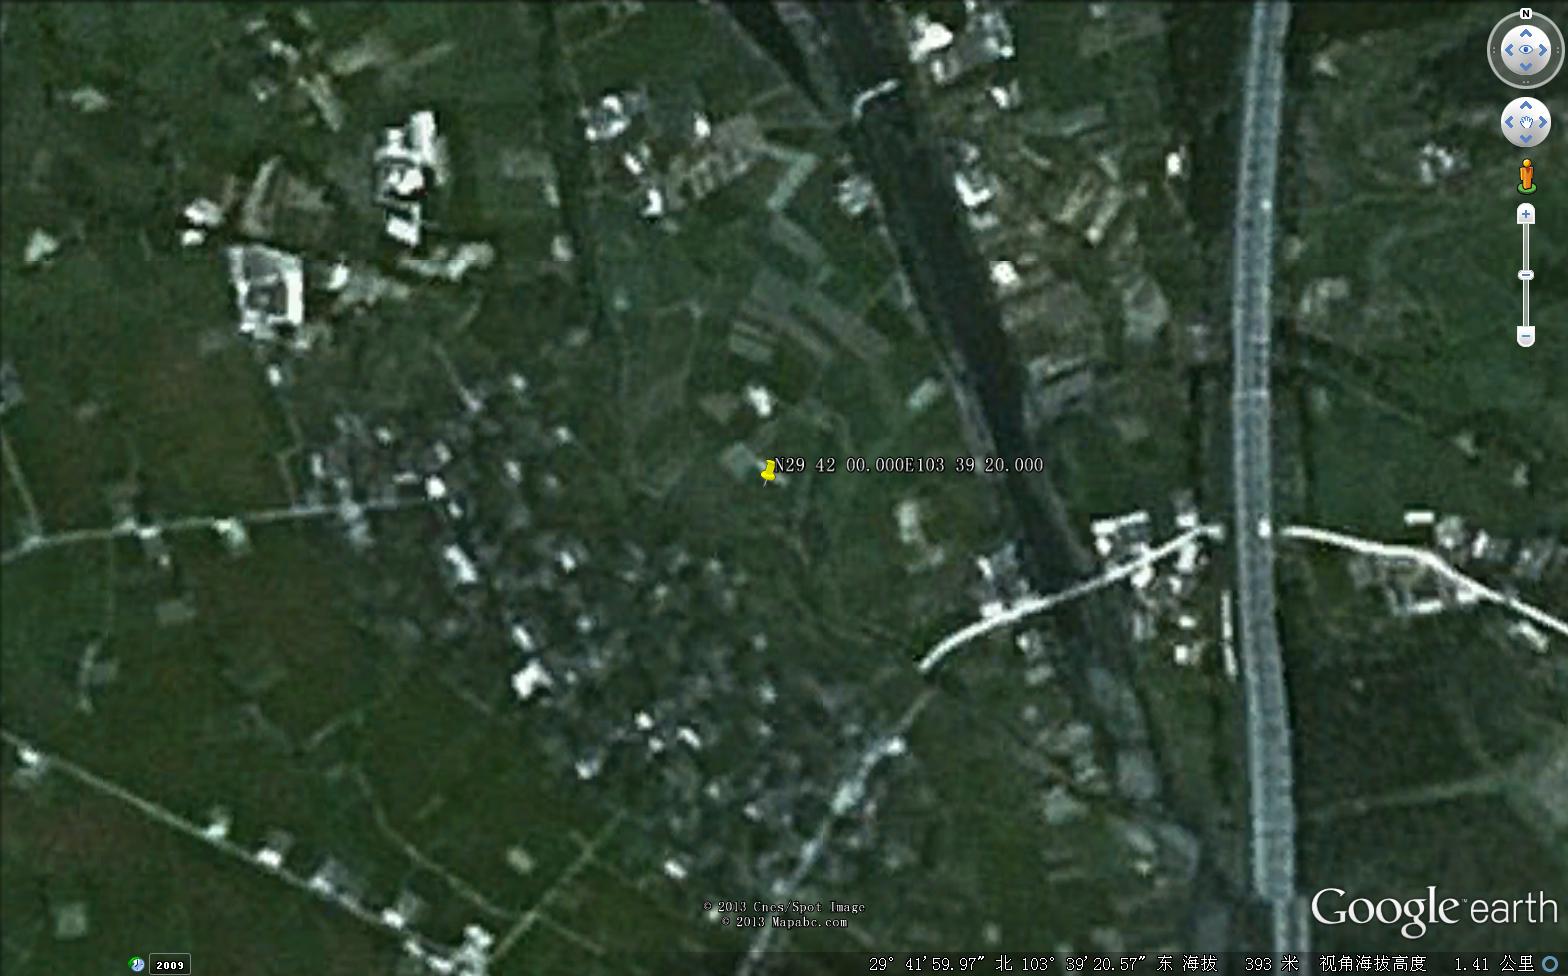 N
N29 42 00.000E103 39 20.000
Google earth
© 2013 Cnes/Spot Image
© 2013 Mapabc.com
2009
29° 41'59.97" 北 103° 39'20.57" 东 海拔 393 米 视角海拔高度 1.41 公里